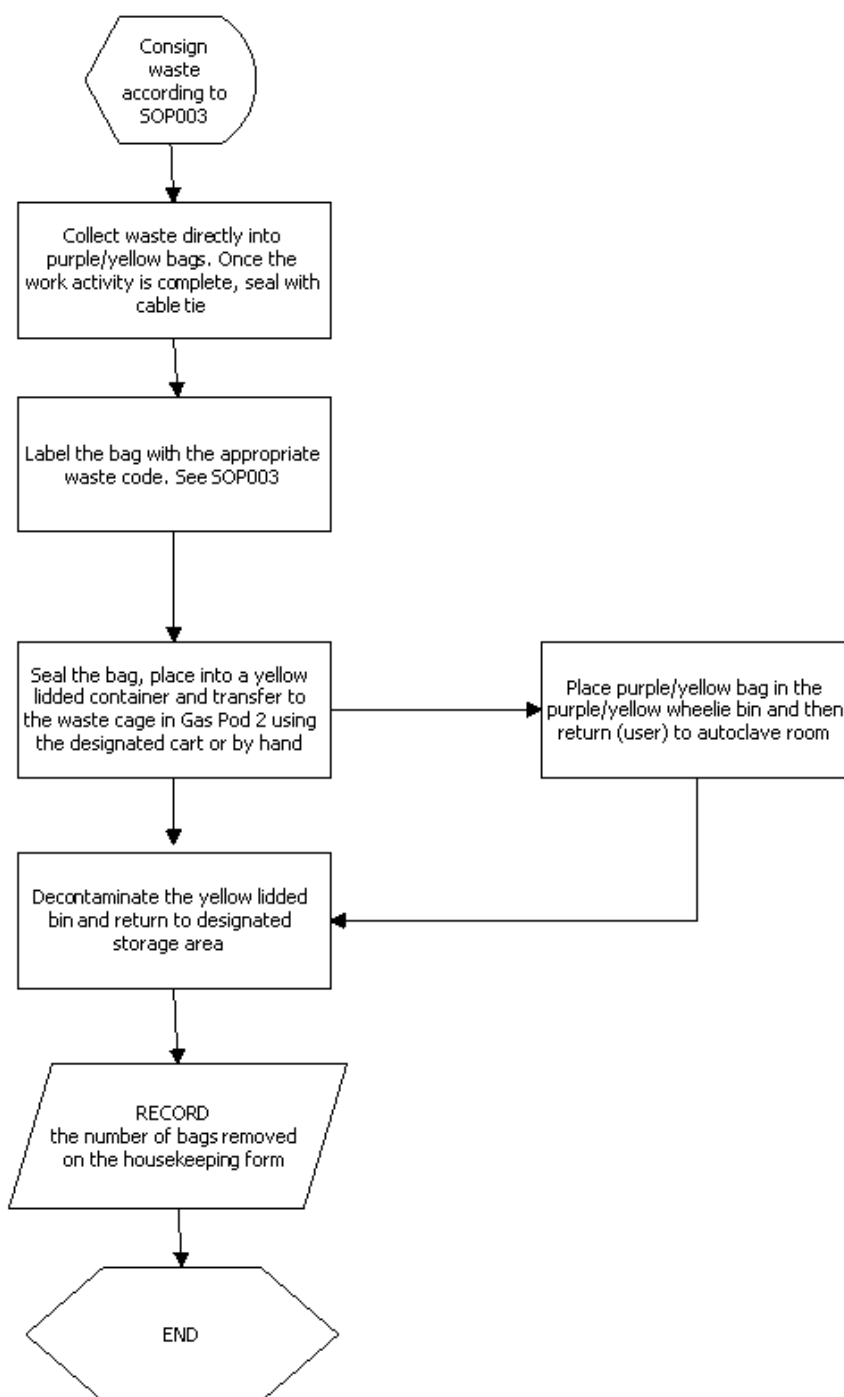 Consign
waste
according to
SOP003
Collect waste directly into
purple/yellow bags. Once the
work activity is complete, seal with
cable tie
Label the bag with the appropriate
waste code. See SOP003
Seal the bag, place into a yellow
lidded container and transfer to
the waste cage in Gas Pod 2 using
the designated cart or by hand
Place purple/yellow bag in the
purple/yellow wheelie bin and then
return (user) to autoclave room
Decontaminate the yellow lidded
bin and return to designated
storage area
RECORD
the number of bags removed
on the housekeeping form
END